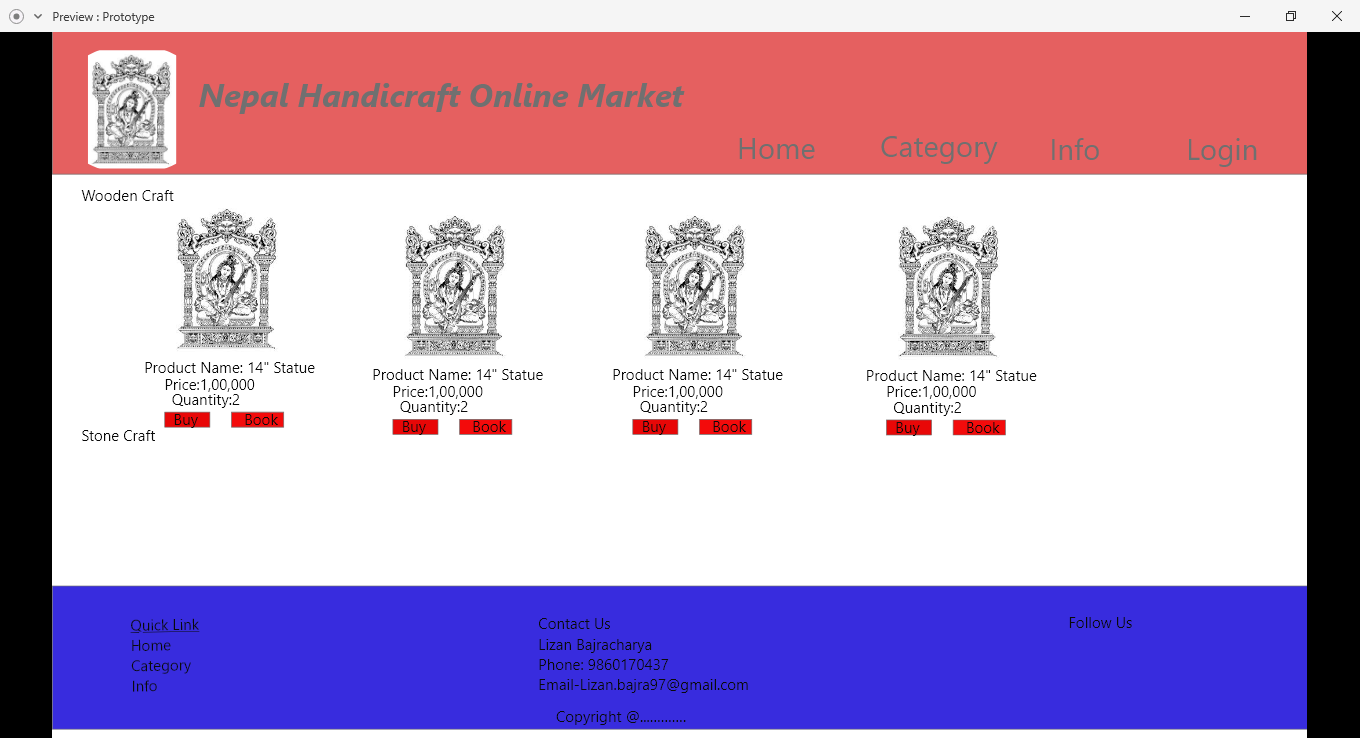 Preview : Prototype
Nepal Handicraft Online Market
Home Category Info Login
Wooden Craft
Product Name: 14" Statue
Price:1,00,000
Quantity:2
Buy Book
Product Name: 14" Statue
Price:1,00,000
Quantity:2
Buy Book
Product Name: 14" Statue
Price:1,00,000
Quantity:2
Buy Book
Product Name: 14" Statue
Price:1,00,000
Quantity:2
Buy Book
Stone Craft
Quick Link
Home
Category
Info
Contact Us
Lizan Bajracharya
Phone: 9860170437
Email-Lizan.bajra97@gmail.com
Copyright @.............
Follow Us